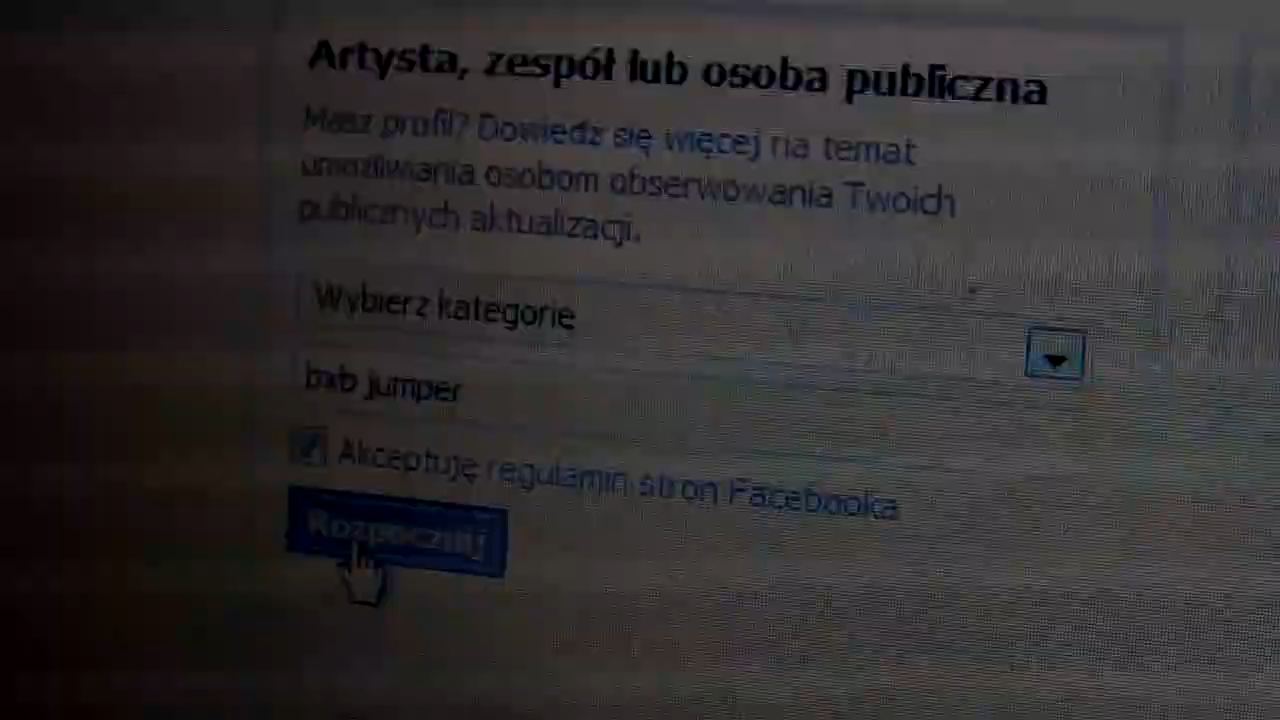 Artysta, zespół lub osoba publiczna
Masz profil? Dowiedz się więcej na temat
umożliwiania osobom obserwowania Twoich
publicznych aktualizacji.
Wybierz kategorię
bxb jumper
Akceptuję regulamin stron Facebooka
Rozpocznij